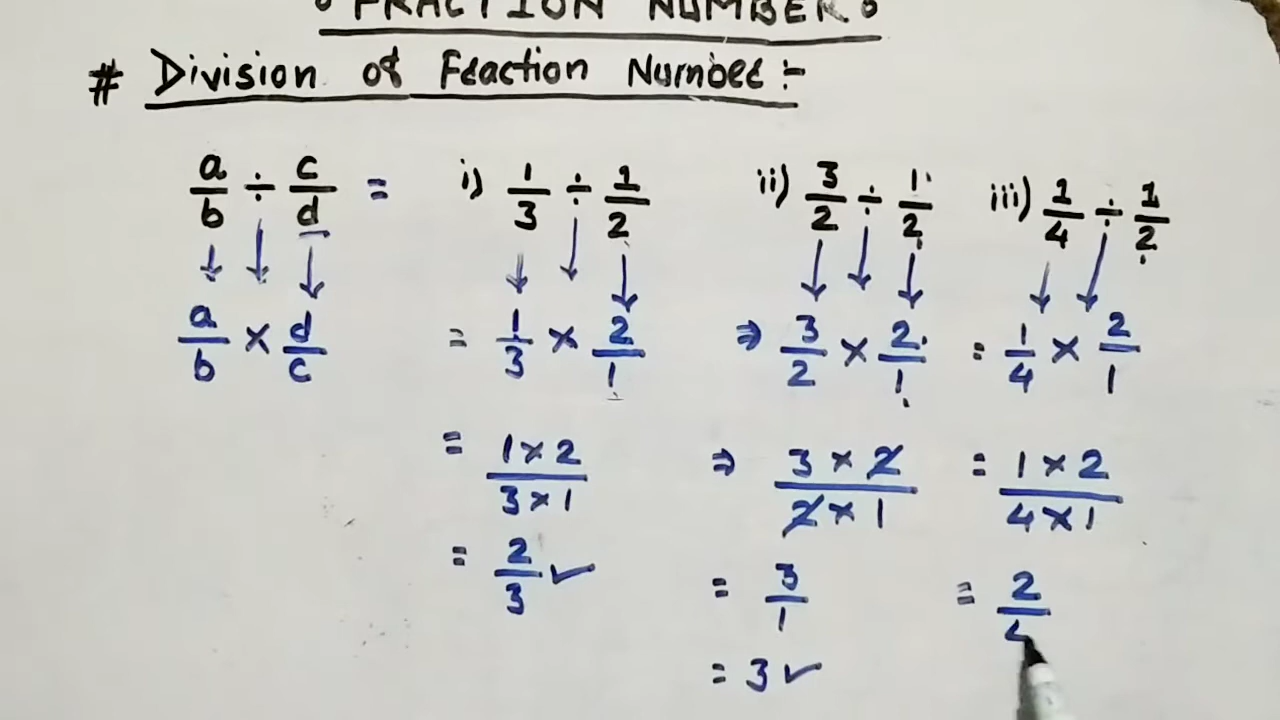 FRACTION NUMBER
# Division of Fraction Number :-
a/b ÷ c/d =
a/b × d/c
i) 1/3 ÷ 1/2
= 1/3 × 2/1
= 1 × 2 / 3 × 1
= 2/3 ✓
ii) 3/2 ÷ 1/2
⇒ 3/2 × 2/1
⇒ 3 × 2 / 2 × 1
= 3/1
= 3 ✓
iii) 1/4 ÷ 1/2
= 1/4 × 2/1
= 1 × 2 / 4 × 1
= 2/